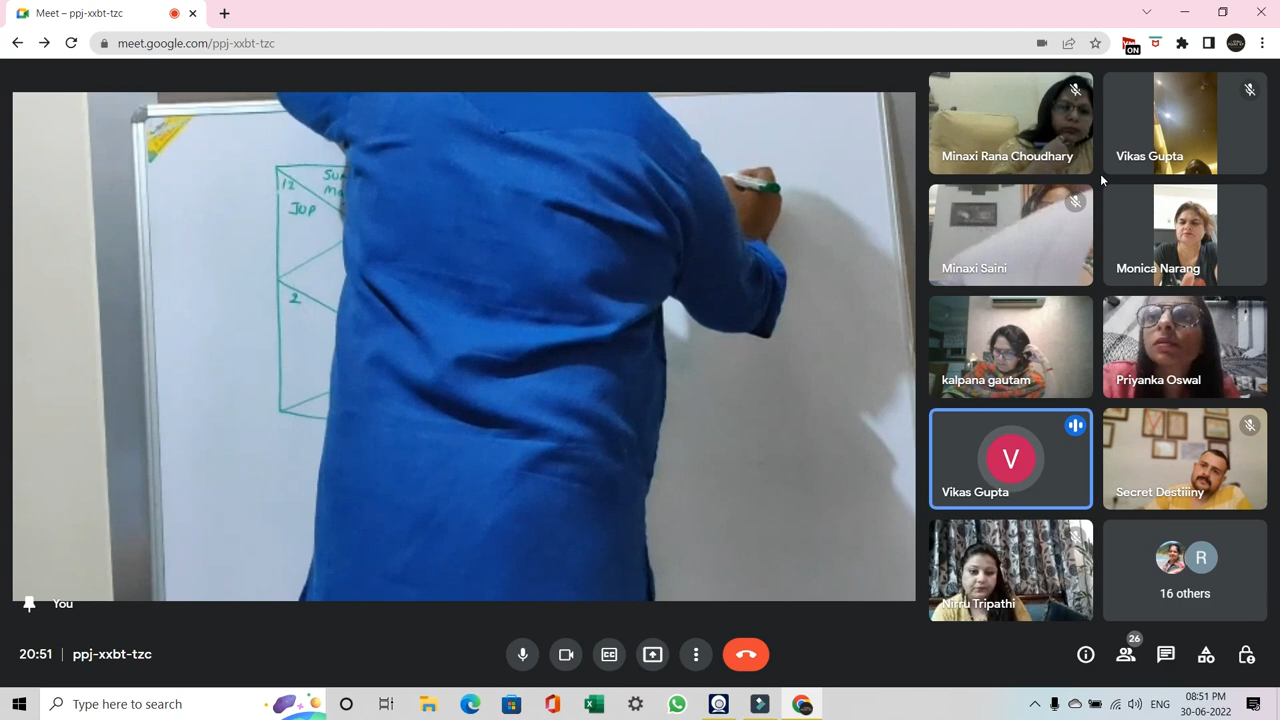 Meet – ppj-xxbt-tzc
meet.google.com/ppj-xxbt-tzc
ON
12
JUP
2
Minaxi Rana Choudhary
Vikas Gupta
Minaxi Saini
Monica Narang
kalpana gautam
Priyanka Oswal
V
Vikas Gupta
Secret Destiiiny
Nirru Tripathi
R
16 others
You
20:51 | ppj-xxbt-tzc
26
Type here to search
ENG
08:51 PM
30-06-2022